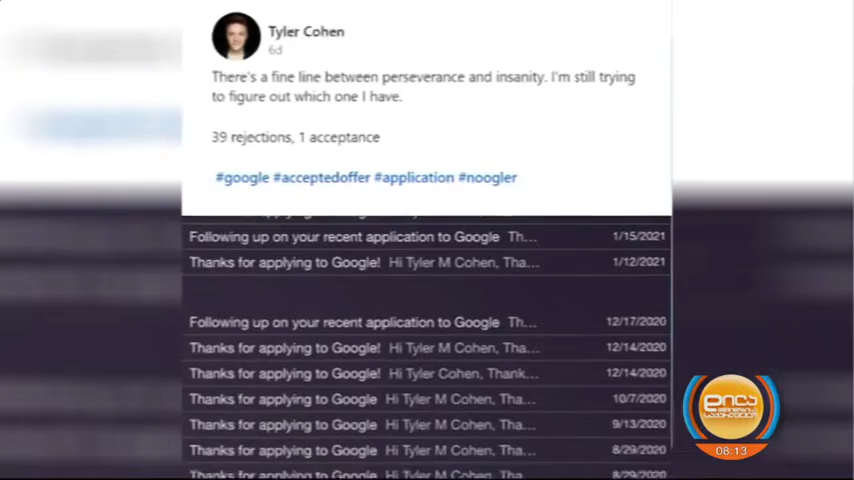 Tyler Cohen
6d
There's a fine line between perseverance and insanity. I'm still trying
to figure out which one I have.
39 rejections, 1 acceptance
#google #acceptedoffer #application #noogler
Following up on your recent application to Google Th... 1/15/2021
Thanks for applying to Google! Hi Tyler M Cohen, Tha... 1/12/2021
Following up on your recent application to Google Th... 12/17/2020
Thanks for applying to Google! Hi Tyler M Cohen, Tha... 12/14/2020
Thanks for applying to Google! Hi Tyler Cohen, Thank... 12/14/2020
Thanks for applying to Google Hi Tyler M Cohen, Tha... 10/7/2020
Thanks for applying to Google Hi Tyler M Cohen, Tha... 9/13/2020
Thanks for applying to Google Hi Tyler M Cohen, Tha... 8/29/2020
Thanks for applying to Google Hi Tyler M Cohen, Tha... 8/29/2020
08:13